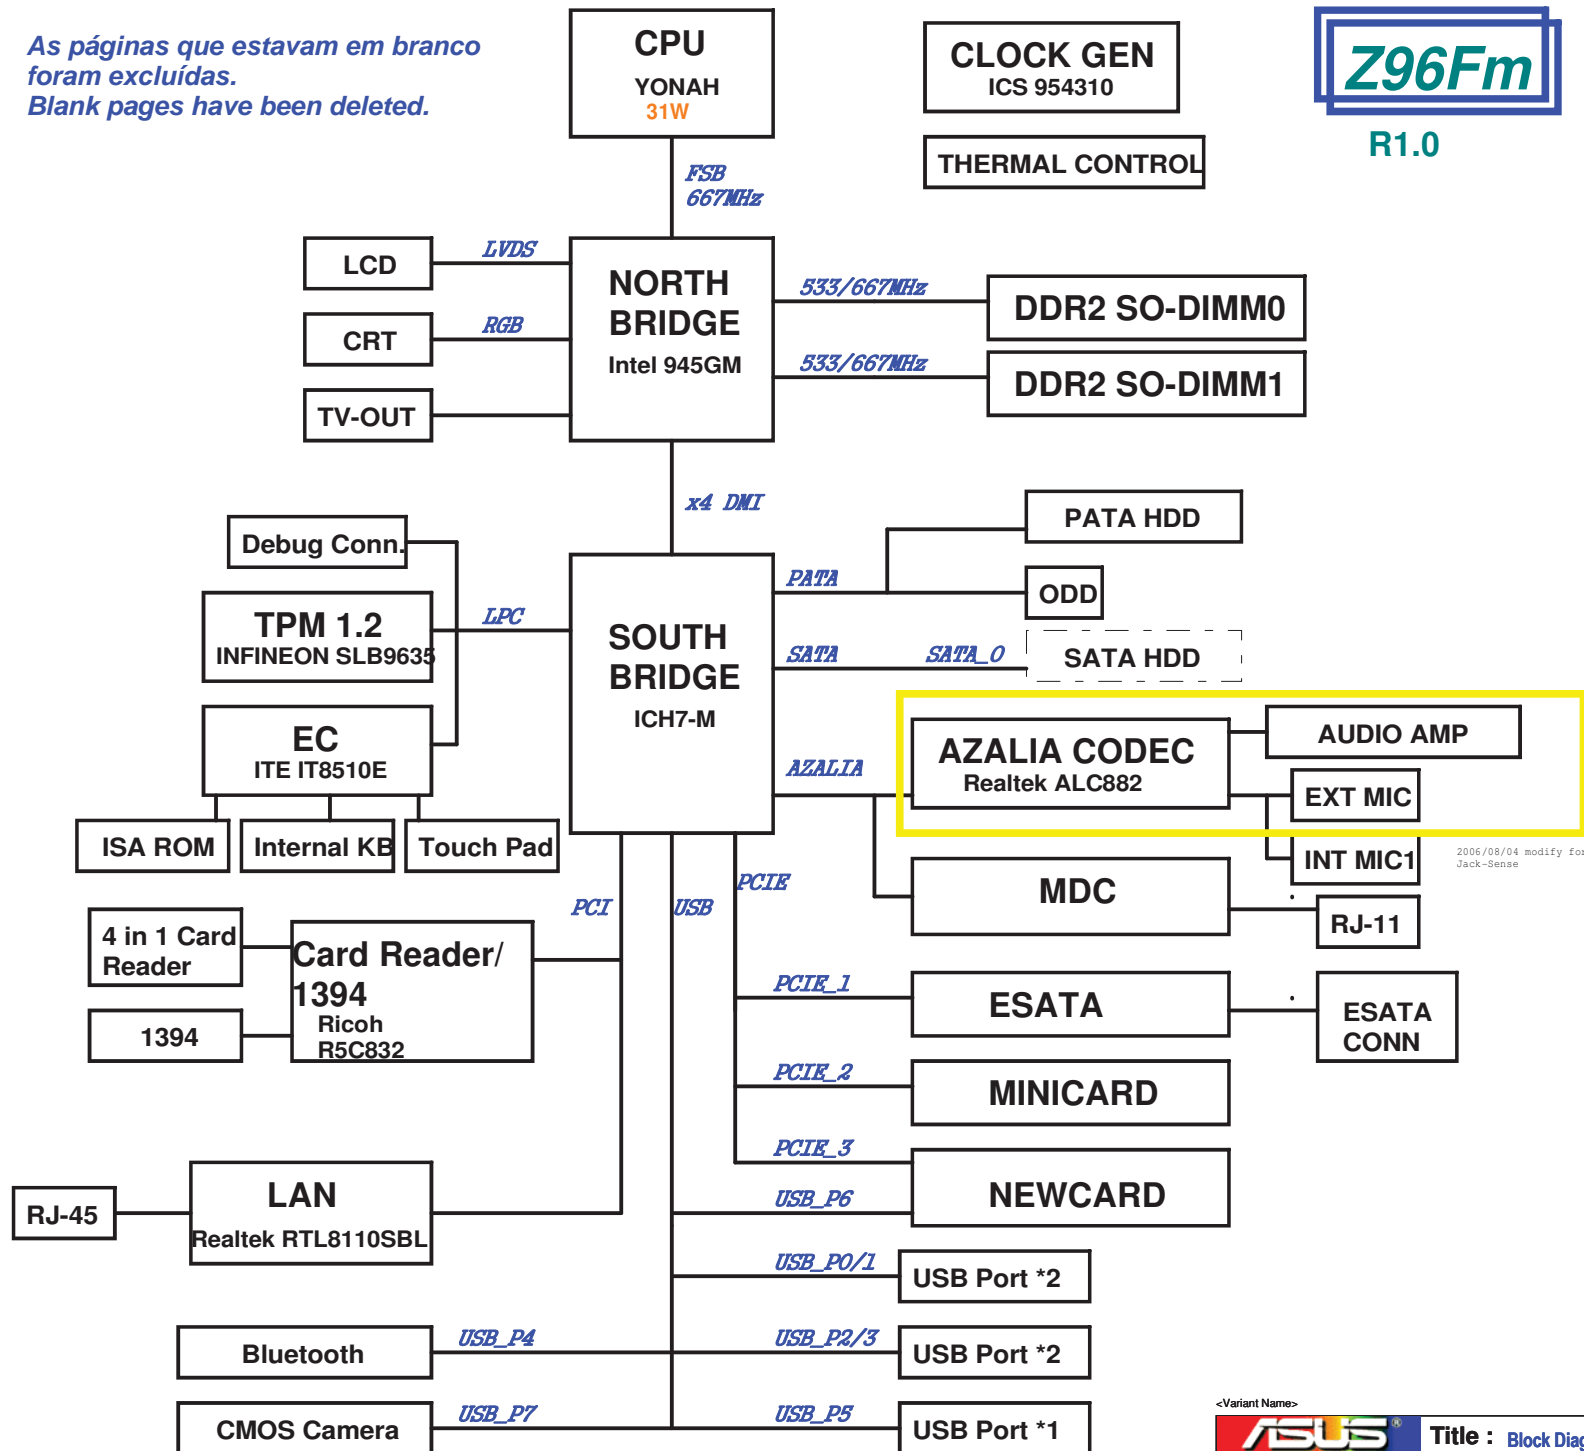 As páginas que estavam em branco
foram excluídas.
Blank pages have been deleted.
CPU
YONAH
31W
CLOCK GEN
ICS 954310
Z96Fm
R1.0
THERMAL CONTROL
FSB
667MHz
LCD
LVDS
NORTH
BRIDGE
Intel 945GM
533/667MHz
DDR2 SO-DIMM0
CRT
RGB
533/667MHz
DDR2 SO-DIMM1
TV-OUT
x4 DMI
Debug Conn.
PATA HDD
PATA
ODD
TPM 1.2
INFINEON SLB9635
LPC
SOUTH
BRIDGE
ICH7-M
SATA
SATA_0
SATA HDD
EC
ITE IT8510E
AZALIA
AZALIA CODEC
Realtek ALC882
AUDIO AMP
EXT MIC
ISA ROM
Internal KB
Touch Pad
INT MIC1
2006/08/04 modify for
Jack-Sense
PCI
USB
PCIE
MDC
RJ-11
4 in 1 Card
Reader
Card Reader/
1394
Ricoh
R5C832
1394
PCIE_1
ESATA
ESATA
CONN
PCIE_2
MINICARD
PCIE_3
NEWCARD
USB_P6
RJ-45
LAN
Realtek RTL8110SBL
USB_P0/1
USB Port *2
Bluetooth
USB_P4
USB_P2/3
USB Port *2
CMOS Camera
USB_P7
USB_P5
USB Port *1
<Variant Name>
ASUS®
Title : Block Diag